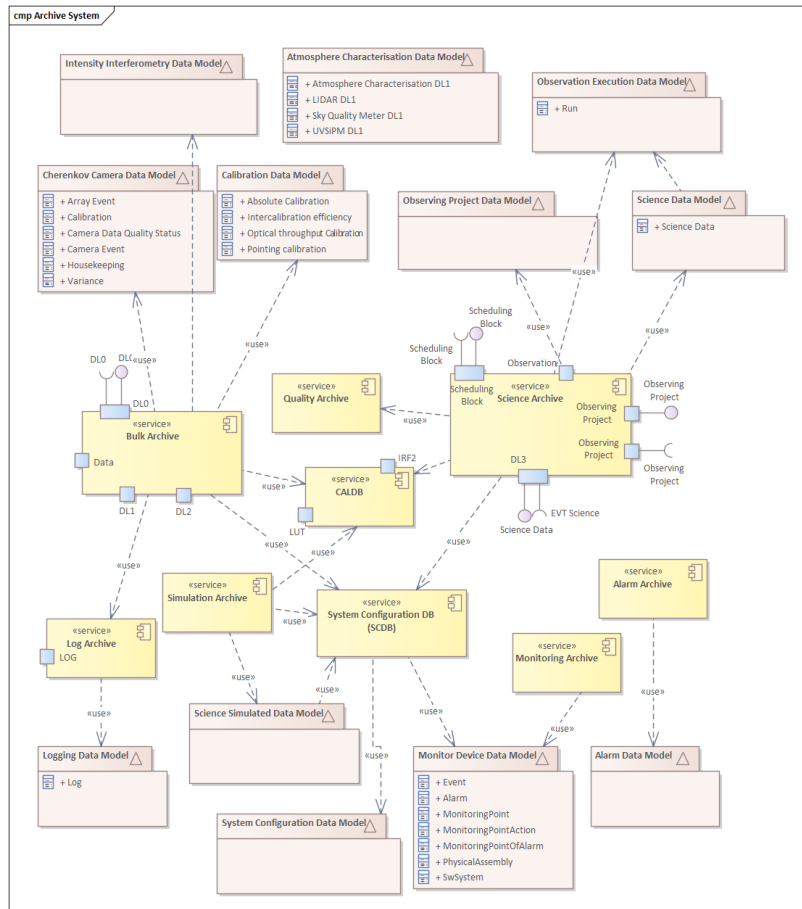 cmp Archive System
Intensity Interferometry Data Model
Atmosphere Characterisation Data Model
+ Atmosphere Characterisation DL1
+ LIDAR DL1
+ Sky Quality Meter DL1
+ UVSiPM DL1
Observation Execution Data Model
+ Run
Cherenkov Camera Data Model
+ Array Event
+ Calibration
+ Camera Data Quality Status
+ Camera Event
+ Housekeeping
+ Variance
Calibration Data Model
+ Absolute Calibration
+ Intercalibration efficiency
+ Optical throughput Calibration
+ Pointing calibration
Observing Project Data Model
Science Data Model
+ Science Data
«use»
«use»
«use»
«use»
«use»
«use»
Scheduling
Block
Scheduling
Block
Scheduling
Block
Observation
DL0
DL0
DL0
«service»
Bulk Archive
Data
DL1
DL2
«service»
Quality Archive
«use»
«service»
Science Archive
Observing
Project
Observing
Project
Observing
Project
Observing
Project
DL3
Science Data
EVT Science
IRF2
«service»
CALDB
LUT
«use»
«use»
«use»
«use»
«use»
«use»
«service»
Simulation Archive
«use»
«service»
System Configuration DB
(SCDB)
«service»
Alarm Archive
«service»
Log Archive
LOG
«service»
Monitoring Archive
«use»
«use»
«use»
«use»
«use»
«use»
«use»
Science Simulated Data Model
Logging Data Model
+ Log
System Configuration Data Model
Monitor Device Data Model
+ Event
+ Alarm
+ MonitoringPoint
+ MonitoringPointAction
+ MonitoringPointOfAlarm
+ PhysicalAssembly
+ SwSystem
Alarm Data Model